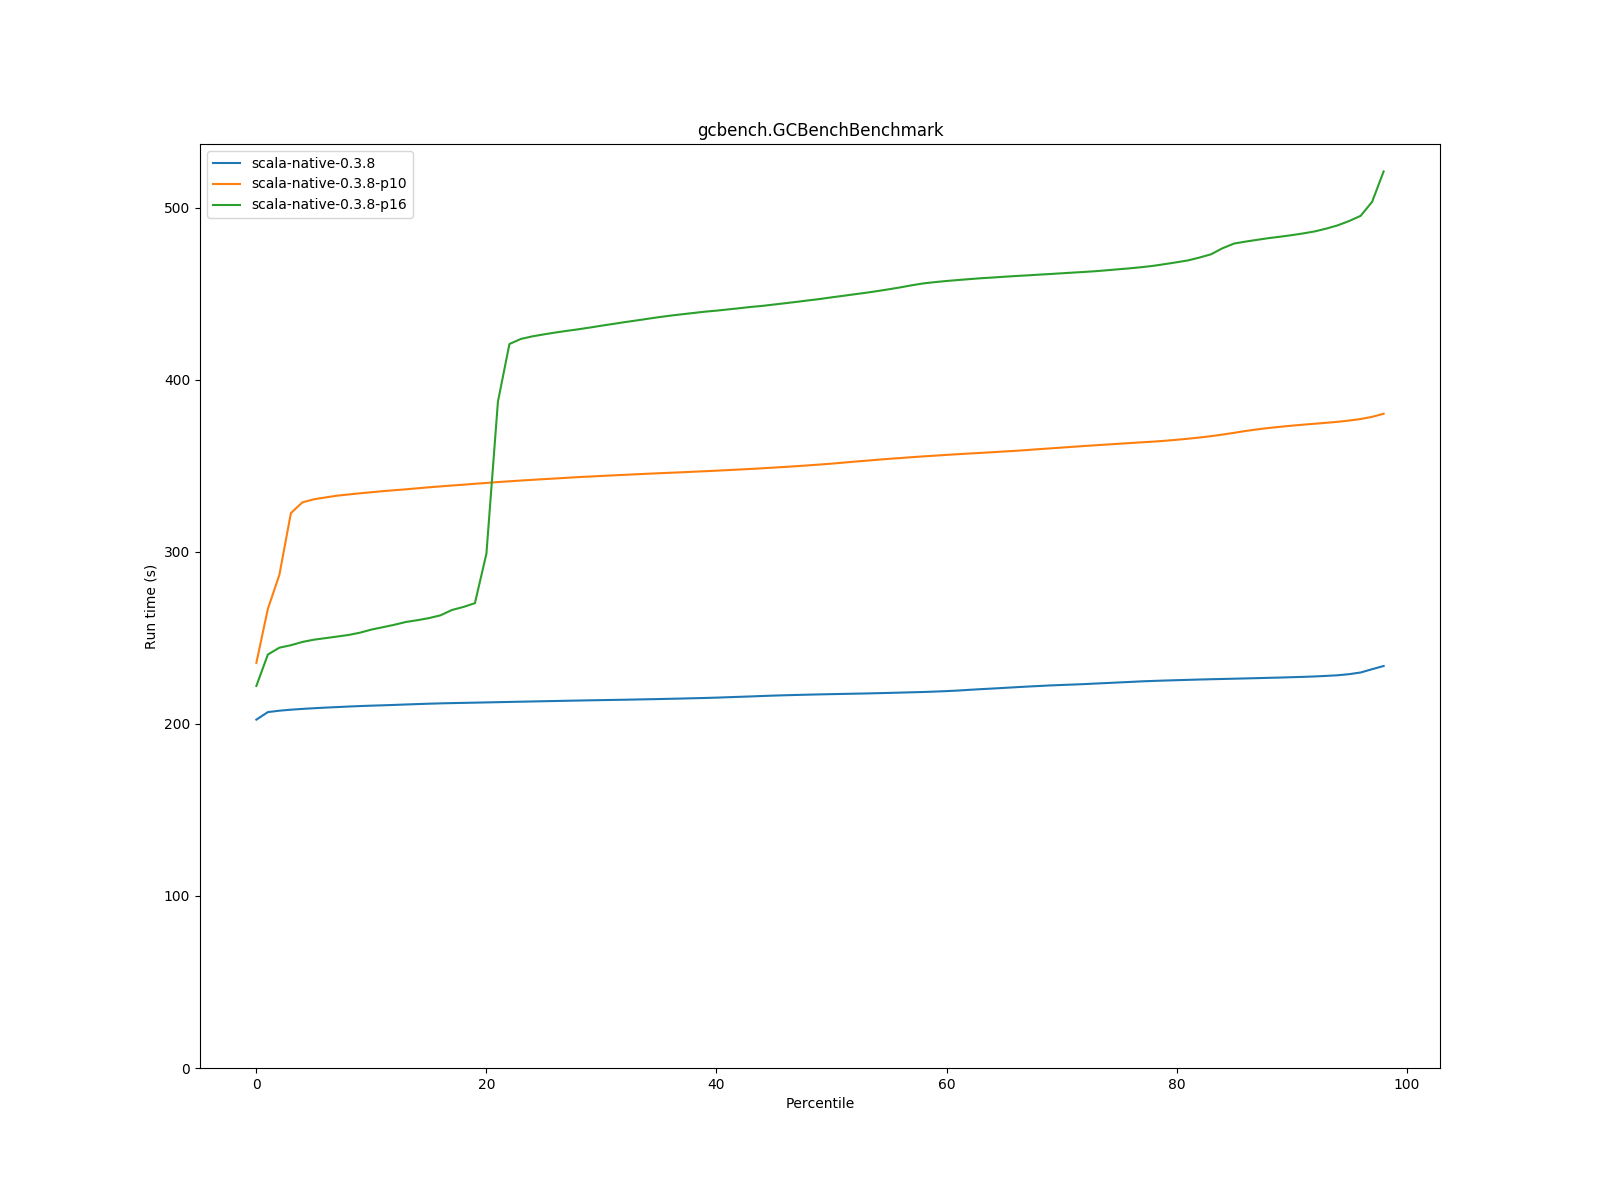 gcbench.GCBenchBenchmark
scala-native-0.3.8
scala-native-0.3.8-p10
scala-native-0.3.8-p16
500
400
300
200
100
0
Run time (s)
0 20 40 60 80 100
Percentile